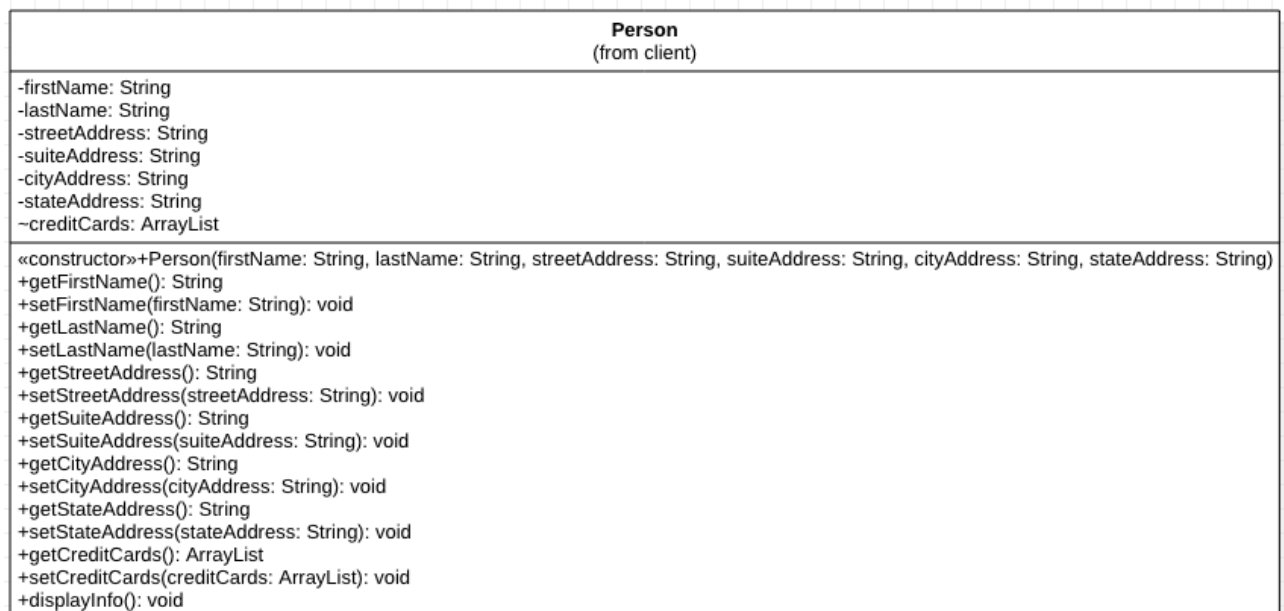 Person
(from client)
-firstName: String
-lastName: String
-streetAddress: String
-suiteAddress: String
-cityAddress: String
-stateAddress: String
~creditCards: ArrayList
«constructor»+Person(firstName: String, lastName: String, streetAddress: String, suiteAddress: String, cityAddress: String, stateAddress: String)
+getFirstName(): String
+setFirstName(firstName: String): void
+getLastName(): String
+setLastName(lastName: String): void
+getStreetAddress(): String
+setStreetAddress(streetAddress: String): void
+getSuiteAddress(): String
+setSuiteAddress(suiteAddress: String): void
+getCityAddress(): String
+setCityAddress(cityAddress: String): void
+getStateAddress(): String
+setStateAddress(stateAddress: String): void
+getCreditCards(): ArrayList
+setCreditCards(creditCards: ArrayList): void
+displayInfo(): void